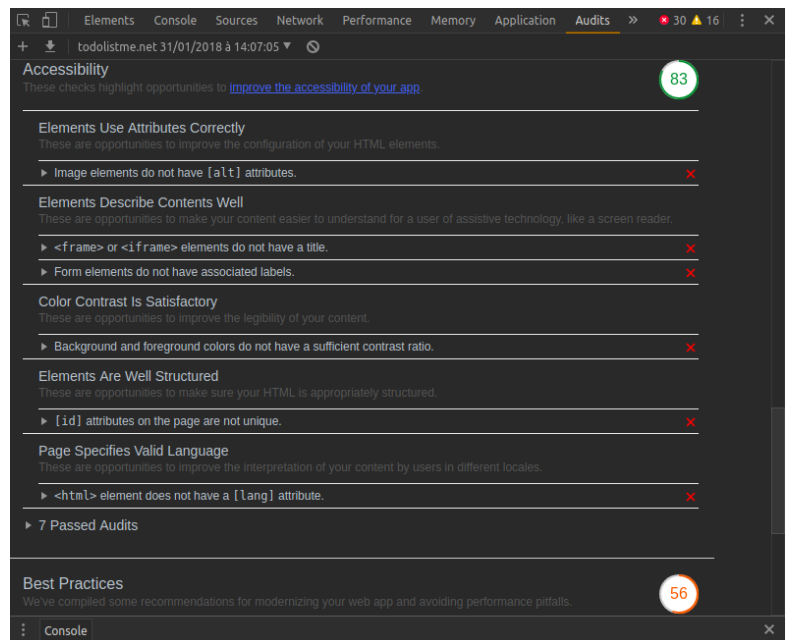 Elements Console Sources Network Performance Memory Application Audits » 30 16
todolistme.net 31/01/2018 à 14:07:05 ▼
Accessibility
These checks highlight opportunities to improve the accessibility of your app.
83
Elements Use Attributes Correctly
These are opportunities to improve the configuration of your HTML elements.
Image elements do not have [alt] attributes.
Elements Describe Contents Well
These are opportunities to make your content easier to understand for a user of assistive technology, like a screen reader.
<frame> or <iframe> elements do not have a title.
Form elements do not have associated labels.
Color Contrast Is Satisfactory
These are opportunities to improve the legibility of your content.
Background and foreground colors do not have a sufficient contrast ratio.
Elements Are Well Structured
These are opportunities to make sure your HTML is appropriately structured.
[id] attributes on the page are not unique.
Page Specifies Valid Language
These are opportunities to improve the interpretation of your content by users in different locales.
<html> element does not have a [lang] attribute.
7 Passed Audits
Best Practices
We've compiled some recommendations for modernizing your web app and avoiding performance pitfalls.
56
Console